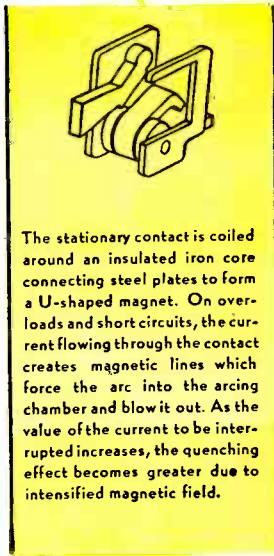 The stationary contact is coiled
around an insulated iron core
connecting steel plates to form
a U-shaped magnet. On over-
loads and short circuits, the cur-
rent flowing through the contact
creates magnetic lines which
force the arc into the arcing
chamber and blow it out. As the
value of the current to be inter-
rupted increases, the quenching
effect becomes greater due to
intensified magnetic field.